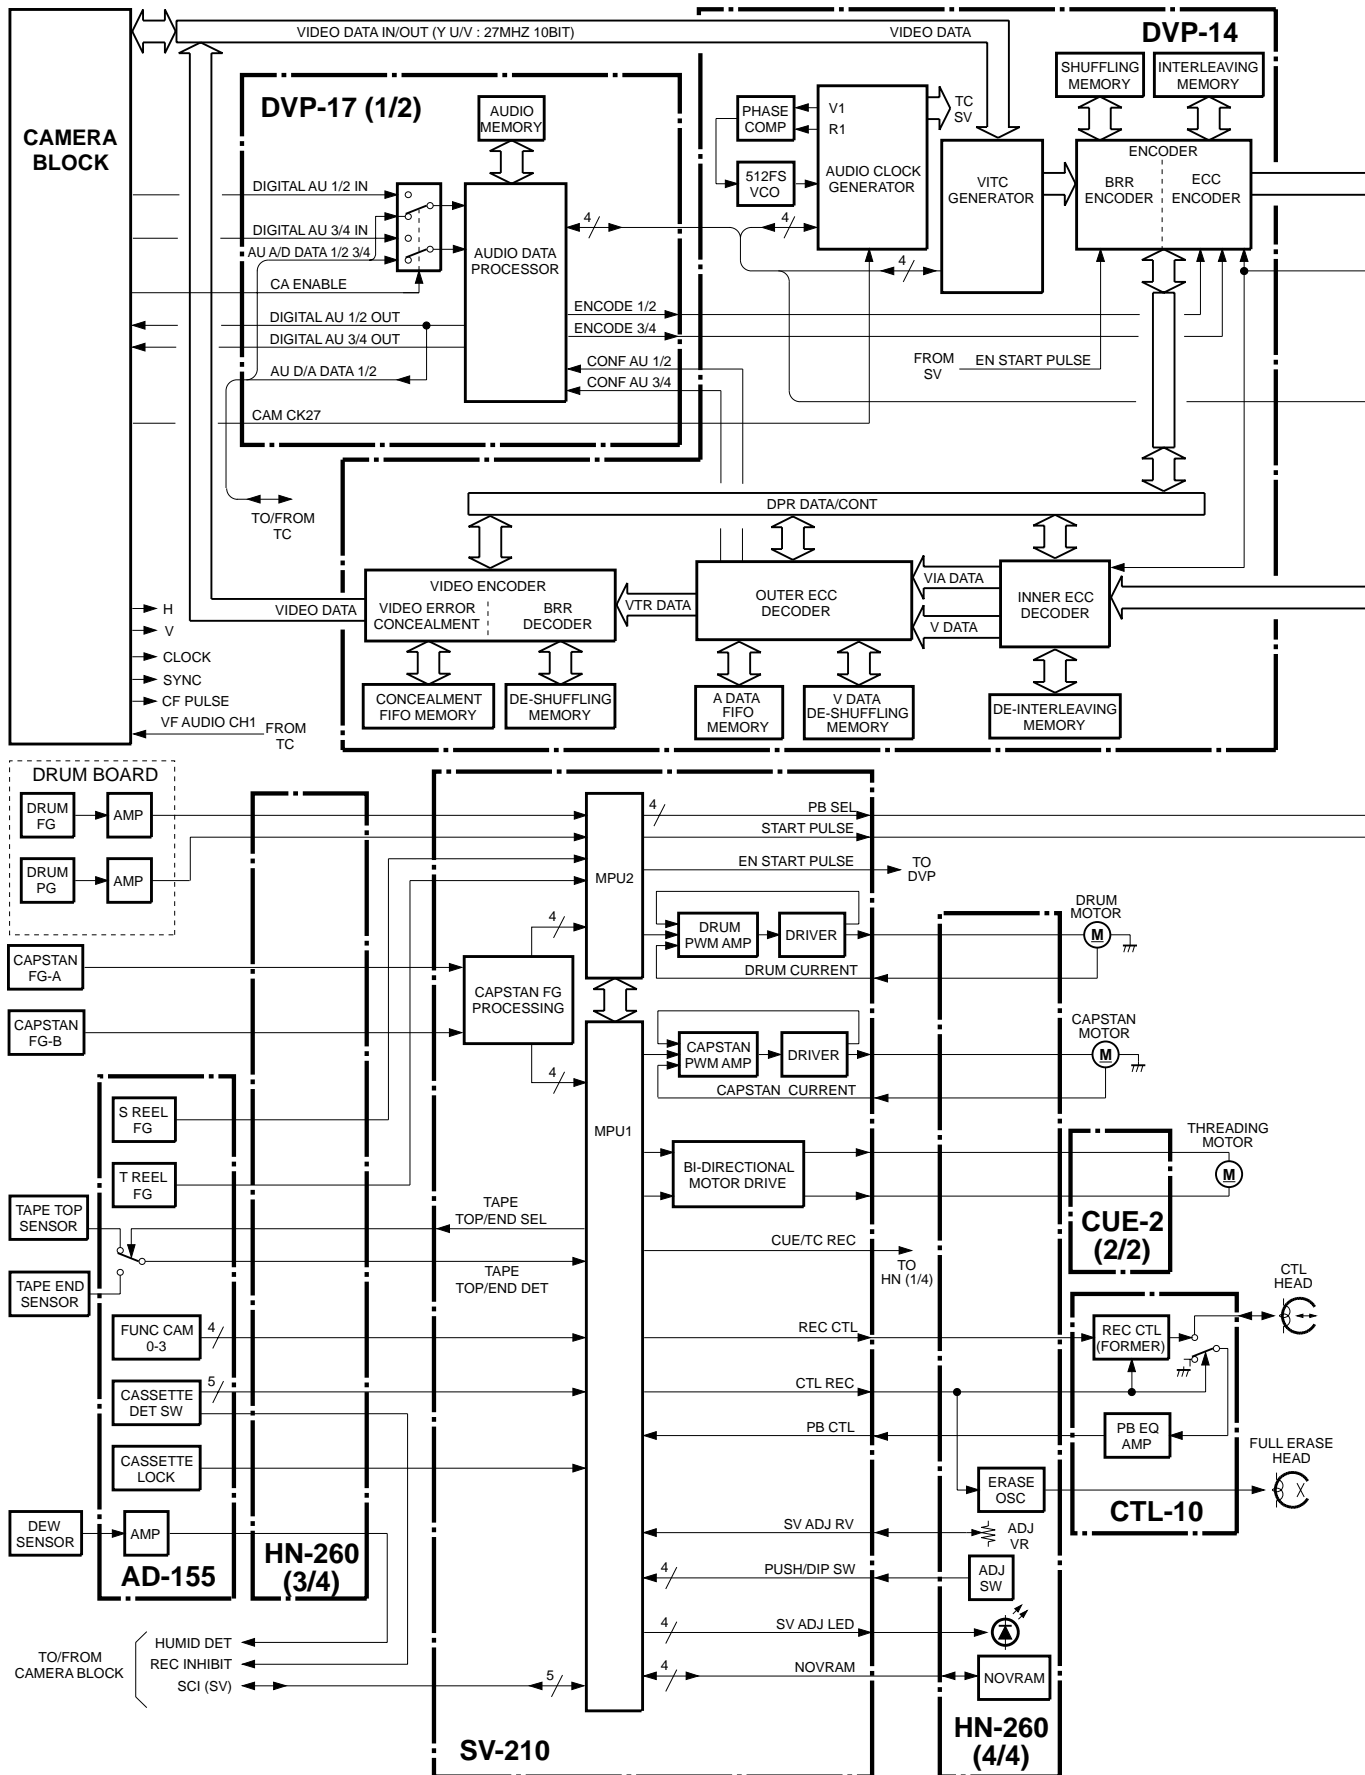 VIDEO DATA IN/OUT (Y U/V : 27MHZ 10BIT)
VIDEO DATA
DVP-14
CAMERA
BLOCK
DVP-17 (1/2)
AUDIO
MEMORY
DIGITAL AU 1/2 IN
DIGITAL AU 3/4 IN
AU A/D DATA 1/2 3/4
CA ENABLE
DIGITAL AU 1/2 OUT
DIGITAL AU 3/4 OUT
AU D/A DATA 1/2
CAM CK27
AUDIO DATA
PROCESSOR
4
ENCODE 1/2
ENCODE 3/4
CONF AU 1/2
CONF AU 3/4
PHASE
COMP
512FS
VCO
V1
R1
AUDIO CLOCK
GENERATOR
TC
SV
4
4
VITC
GENERATOR
SHUFFLING
MEMORY
INTERLEAVING
MEMORY
ENCODER
BRR
ENCODER
ECC
ENCODER
FROM
SV
EN START PULSE
TO/FROM
TC
DPR DATA/CONT
VIDEO DATA
VIDEO ENCODER
VIDEO ERROR
CONCEALMENT
BRR
DECODER
VTR DATA
OUTER ECC
DECODER
VIA DATA
V DATA
INNER ECC
DECODER
CONCEALMENT
FIFO MEMORY
DE-SHUFFLING
MEMORY
A DATA
FIFO
MEMORY
V DATA
DE-SHUFFLING
MEMORY
DE-INTERLEAVING
MEMORY
H
V
CLOCK
SYNC
CF PULSE
VF AUDIO CH1
FROM
TC
DRUM BOARD
DRUM
FG
AMP
DRUM
PG
AMP
CAPSTAN
FG-A
CAPSTAN
FG-B
CAPSTAN FG
PROCESSING
4
4
MPU2
4
PB SEL
START PULSE
EN START PULSE
TO
DVP
DRUM
PWM AMP
DRIVER
DRUM CURRENT
DRUM
MOTOR
M
CAPSTAN
PWM AMP
DRIVER
CAPSTAN CURRENT
CAPSTAN
MOTOR
M
S REEL
FG
T REEL
FG
MPU1
BI-DIRECTIONAL
MOTOR DRIVE
THREADING
MOTOR
M
TAPE TOP
SENSOR
TAPE END
SENSOR
TAPE
TOP/END SEL
TAPE
TOP/END DET
CUE/TC REC
TO
HN (1/4)
CUE-2
(2/2)
CTL
HEAD
FUNC CAM
0-3
4
REC CTL
REC CTL
(FORMER)
CASSETTE
DET SW
5
CTL REC
PB CTL
PB EQ
AMP
CASSETTE
LOCK
ERASE
OSC
CTL-10
FULL ERASE
HEAD
X
DEW
SENSOR
AMP
AD-155
HN-260
(3/4)
SV ADJ RV
ADJ
VR
4
PUSH/DIP SW
ADJ
SW
4
SV ADJ LED
4
NOVRAM
NOVRAM
TO/FROM
CAMERA BLOCK
HUMID DET
REC INHIBIT
SCI (SV)
5
SV-210
HN-260
(4/4)